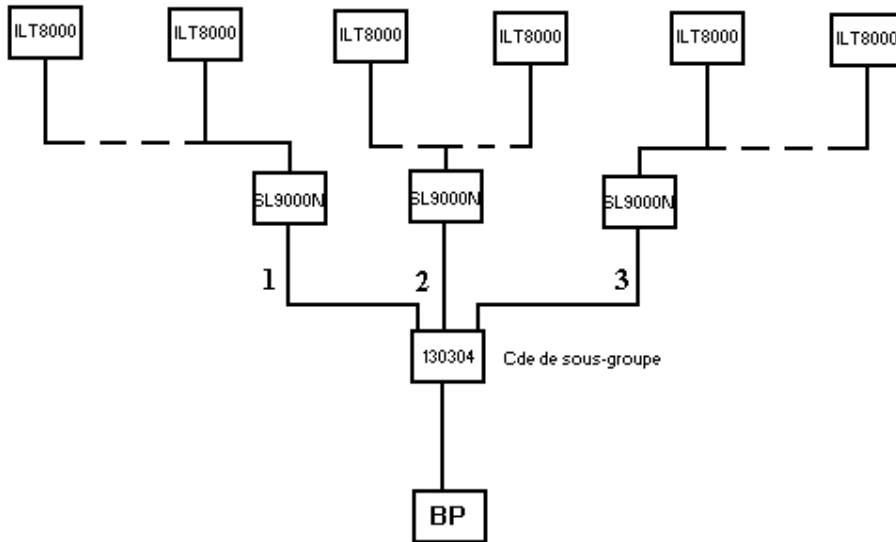 ILT8000
ILT8000
ILT8000
ILT8000
ILT8000
ILT8000
SL9000N
SL9000N
SL9000N
1
2
3
130304
Cde de sous-groupe
BP